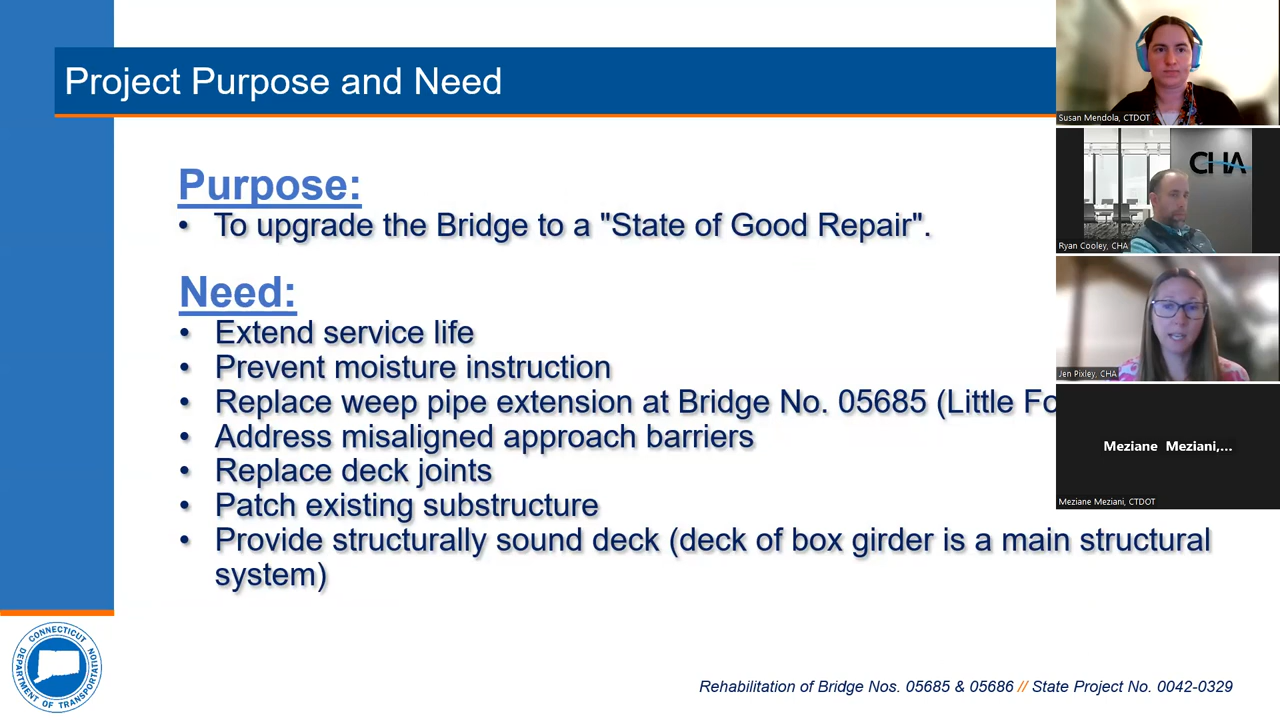 Project Purpose and Need
Purpose:
• To upgrade the Bridge to a "State of Good Repair".
Need:
• Extend service life
• Prevent moisture instruction
• Replace weep pipe extension at Bridge No. 05685 (Little Fo
• Address misaligned approach barriers
• Replace deck joints
• Patch existing substructure
• Provide structurally sound deck (deck of box girder is a main structural
system)
CONNECTICUT
DEPARTMENT OF TRANSPORTATION
Rehabilitation of Bridge Nos. 05685 & 05686 // State Project No. 0042-0329
Susan Mendola, CTDOT
CHA
Ryan Cooley, CHA
Jen Pixley, CHA
Meziane Meziani,...
Meziane Meziani, CTDOT